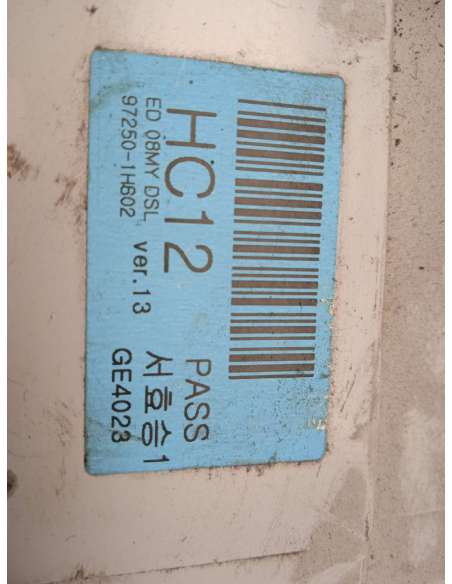 HC12
PASS
ED 08MY DSL ver.13
서효승1
97250-1H602
GE4023